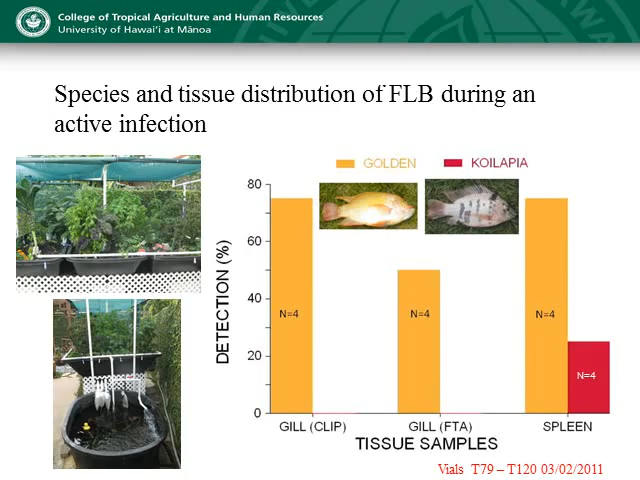 College of Tropical Agriculture and Human Resources
University of Hawai'i at Mānoa
Species and tissue distribution of FLB during an
active infection
GOLDEN
KOILAPIA
80
60
40
20
0
DETECTION (%)
N=4
N=4
N=4
N=4
GILL (CLIP)
GILL (FTA)
SPLEEN
TISSUE SAMPLES
Vials T79 – T120 03/02/2011